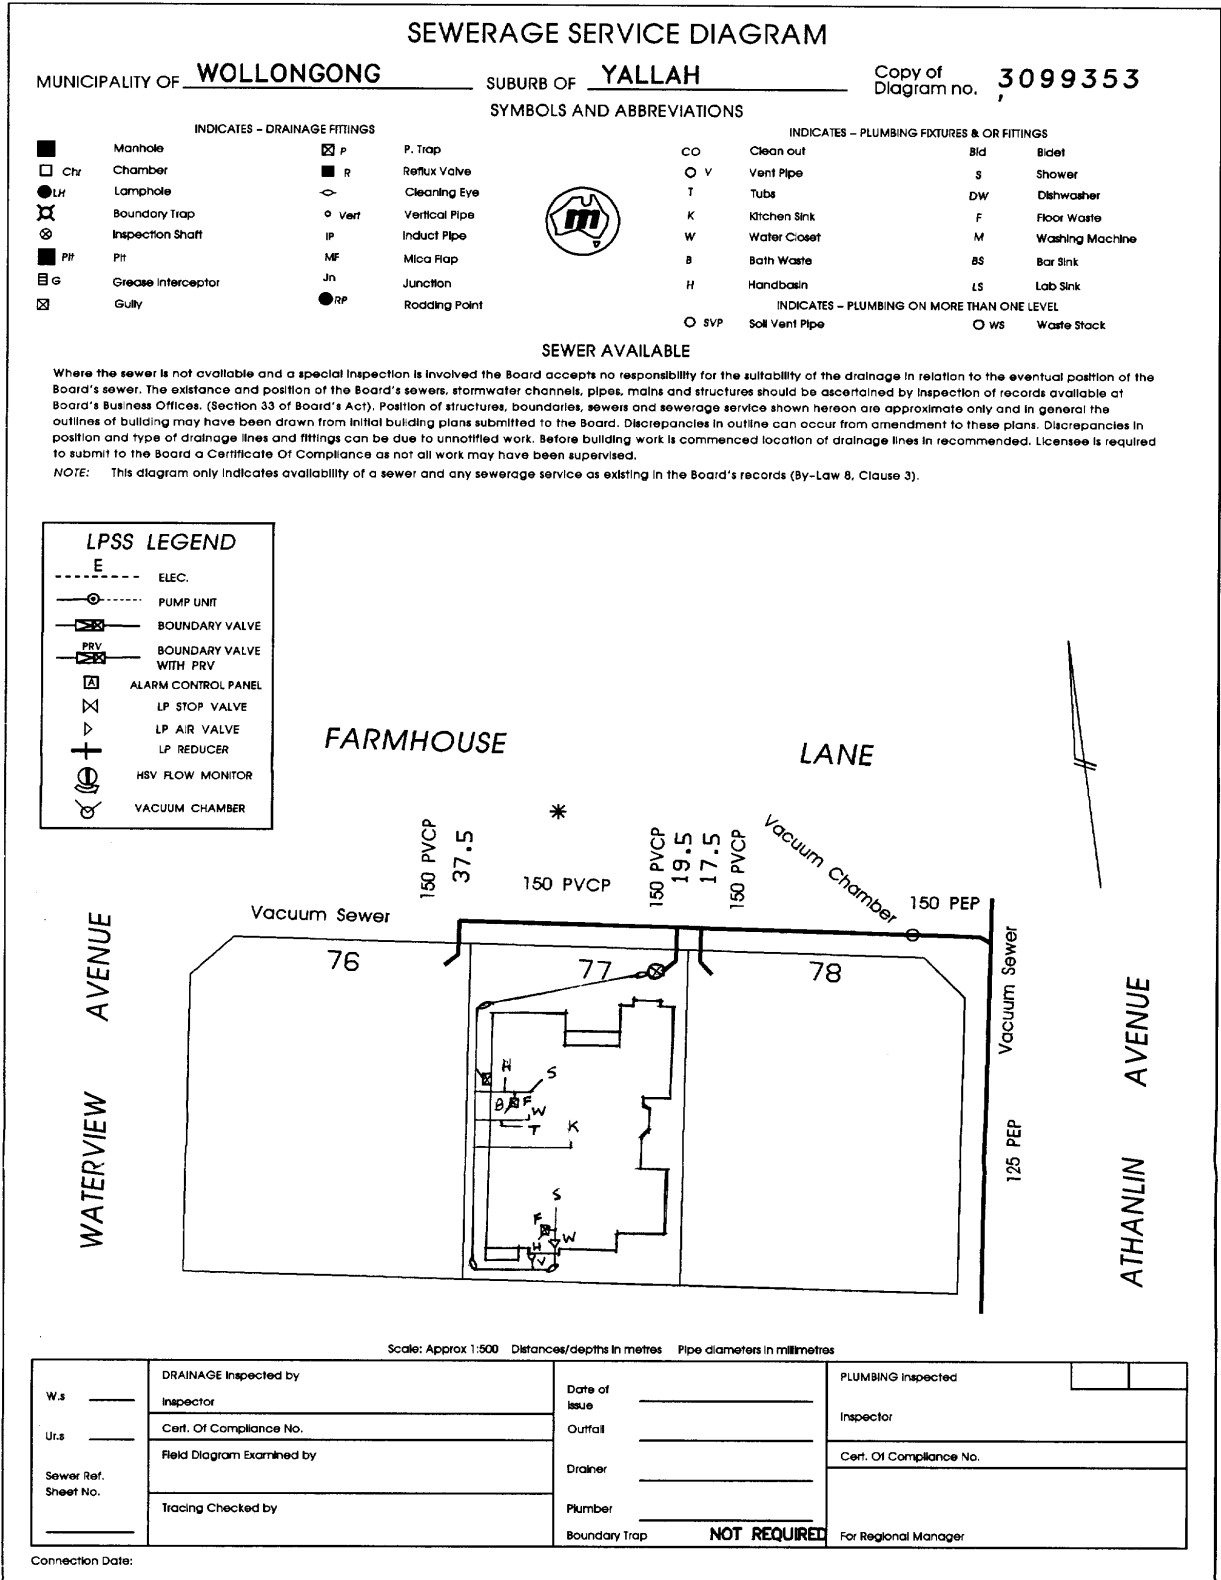 SEWERAGE SERVICE DIAGRAM
MUNICIPALITY OF WOLLONGONG SUBURB OF YALLAH Copy of Diagram no. 3099353
SYMBOLS AND ABBREVIATIONS
INDICATES – DRAINAGE FITTINGS
INDICATES – PLUMBING FIXTURES & OR FITTINGS
Manhole P P. Trap CO Clean out Bid Bidet
Chr Chamber R Reflux Valve V Vent Pipe S Shower
LH Lamphole Cleaning Eye T Tubs DW Dishwasher
Boundary Trap Vert Vertical Pipe K Kitchen Sink F Floor Waste
Inspection Shaft IP Induct Pipe W Water Closet M Washing Machine
Pit Pit MF Mica Flap B Bath Waste BS Bar Sink
G Grease Interceptor Jn Junction H Handbasin LS Lab Sink
Gully RP Rodding Point
INDICATES – PLUMBING ON MORE THAN ONE LEVEL
SVP Soil Vent Pipe WS Waste Stack
m
SEWER AVAILABLE
Where the sewer is not available and a special inspection is involved the Board accepts no responsibility for the suitability of the drainage in relation to the eventual position of the
Board's sewer. The existance and position of the Board's sewers, stormwater channels, pipes, mains and structures should be ascertained by inspection of records available at
Board's Business Offices. (Section 33 of Board's Act). Position of structures, boundaries, sewers and sewerage service shown hereon are approximate only and in general the
outlines of building may have been drawn from initial building plans submitted to the Board. Discrepancies in outline can occur from amendment to these plans. Discrepancies in
position and type of drainage lines and fittings can be due to unnotified work. Before building work is commenced location of drainage lines in recommended. Licensee is required
to submit to the Board a Certificate Of Compliance as not all work may have been supervised.
NOTE: This diagram only indicates availability of a sewer and any sewerage service as existing in the Board's records (By-Law 8, Clause 3).
LPSS LEGEND
E
ELEC.
PUMP UNIT
BOUNDARY VALVE
PRV BOUNDARY VALVE
WITH PRV
A ALARM CONTROL PANEL
LP STOP VALVE
LP AIR VALVE
LP REDUCER
HSV FLOW MONITOR
VACUUM CHAMBER
FARMHOUSE LANE
150 PVCP
37.5
150 PVCP
150 PVCP
19.5
17.5
150 PVCP
Vacuum Chamber
150 PEP
Vacuum Sewer
Vacuum Sewer
76
77
78
WATERVIEW AVENUE
ATHANLIN AVENUE
125 PEP
H
S
B
F
W
T
K
S
F
W
H
V
Scale: Approx 1:500 Distances/depths in metres Pipe diameters in millimetres
W.s
Ur.s
Sewer Ref.
Sheet No.
DRAINAGE Inspected by
Inspector
Cert. Of Compliance No.
Field Diagram Examined by
Tracing Checked by
Date of
Issue
Outfall
Drainer
Plumber
Boundary Trap NOT REQUIRED
PLUMBING Inspected
Inspector
Cert. Of Compliance No.
For Regional Manager
Connection Date: